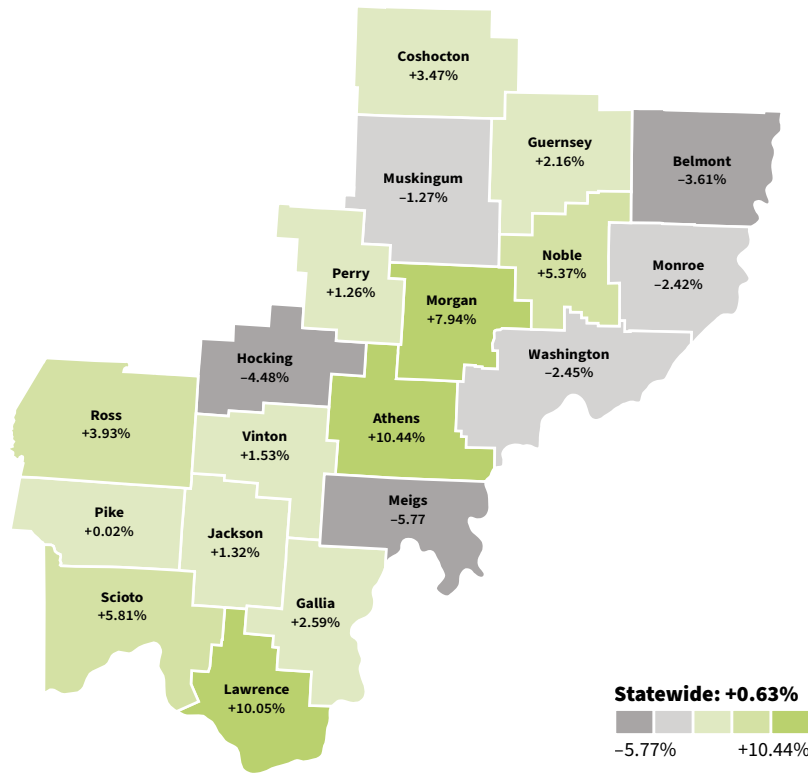 Coshocton
+3.47%
Guernsey
+2.16%
Belmont
–3.61%
Muskingum
–1.27%
Noble
+5.37%
Monroe
–2.42%
Perry
+1.26%
Morgan
+7.94%
Washington
–2.45%
Hocking
–4.48%
Ross
+3.93%
Athens
+10.44%
Vinton
+1.53%
Meigs
–5.77
Pike
+0.02%
Jackson
+1.32%
Scioto
+5.81%
Gallia
+2.59%
Lawrence
+10.05%
Statewide: +0.63%
–5.77% +10.44%